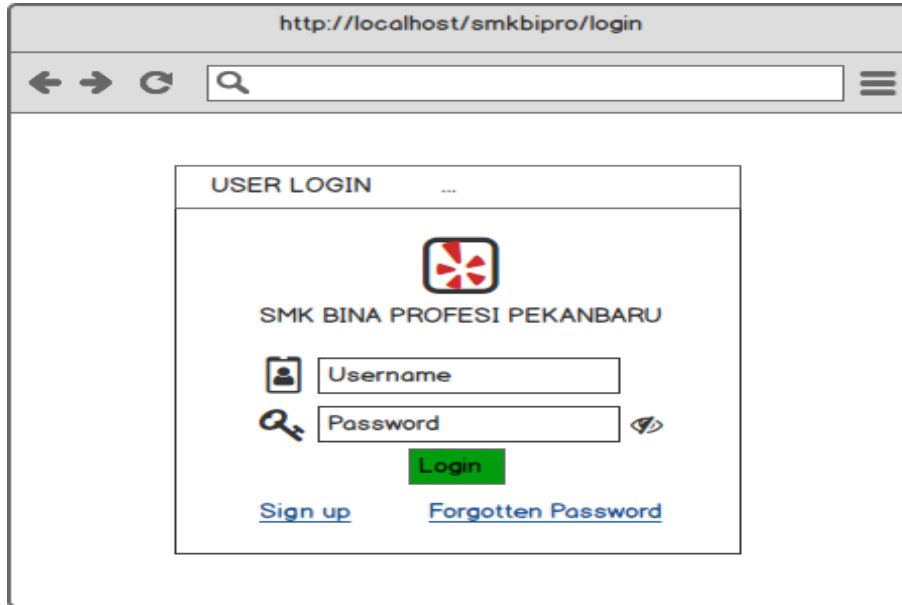 http://localhost/smkbipro/login
USER LOGIN ...
SMK BINA PROFESI PEKANBARU
Username
Password
Login
Sign up Forgotten Password